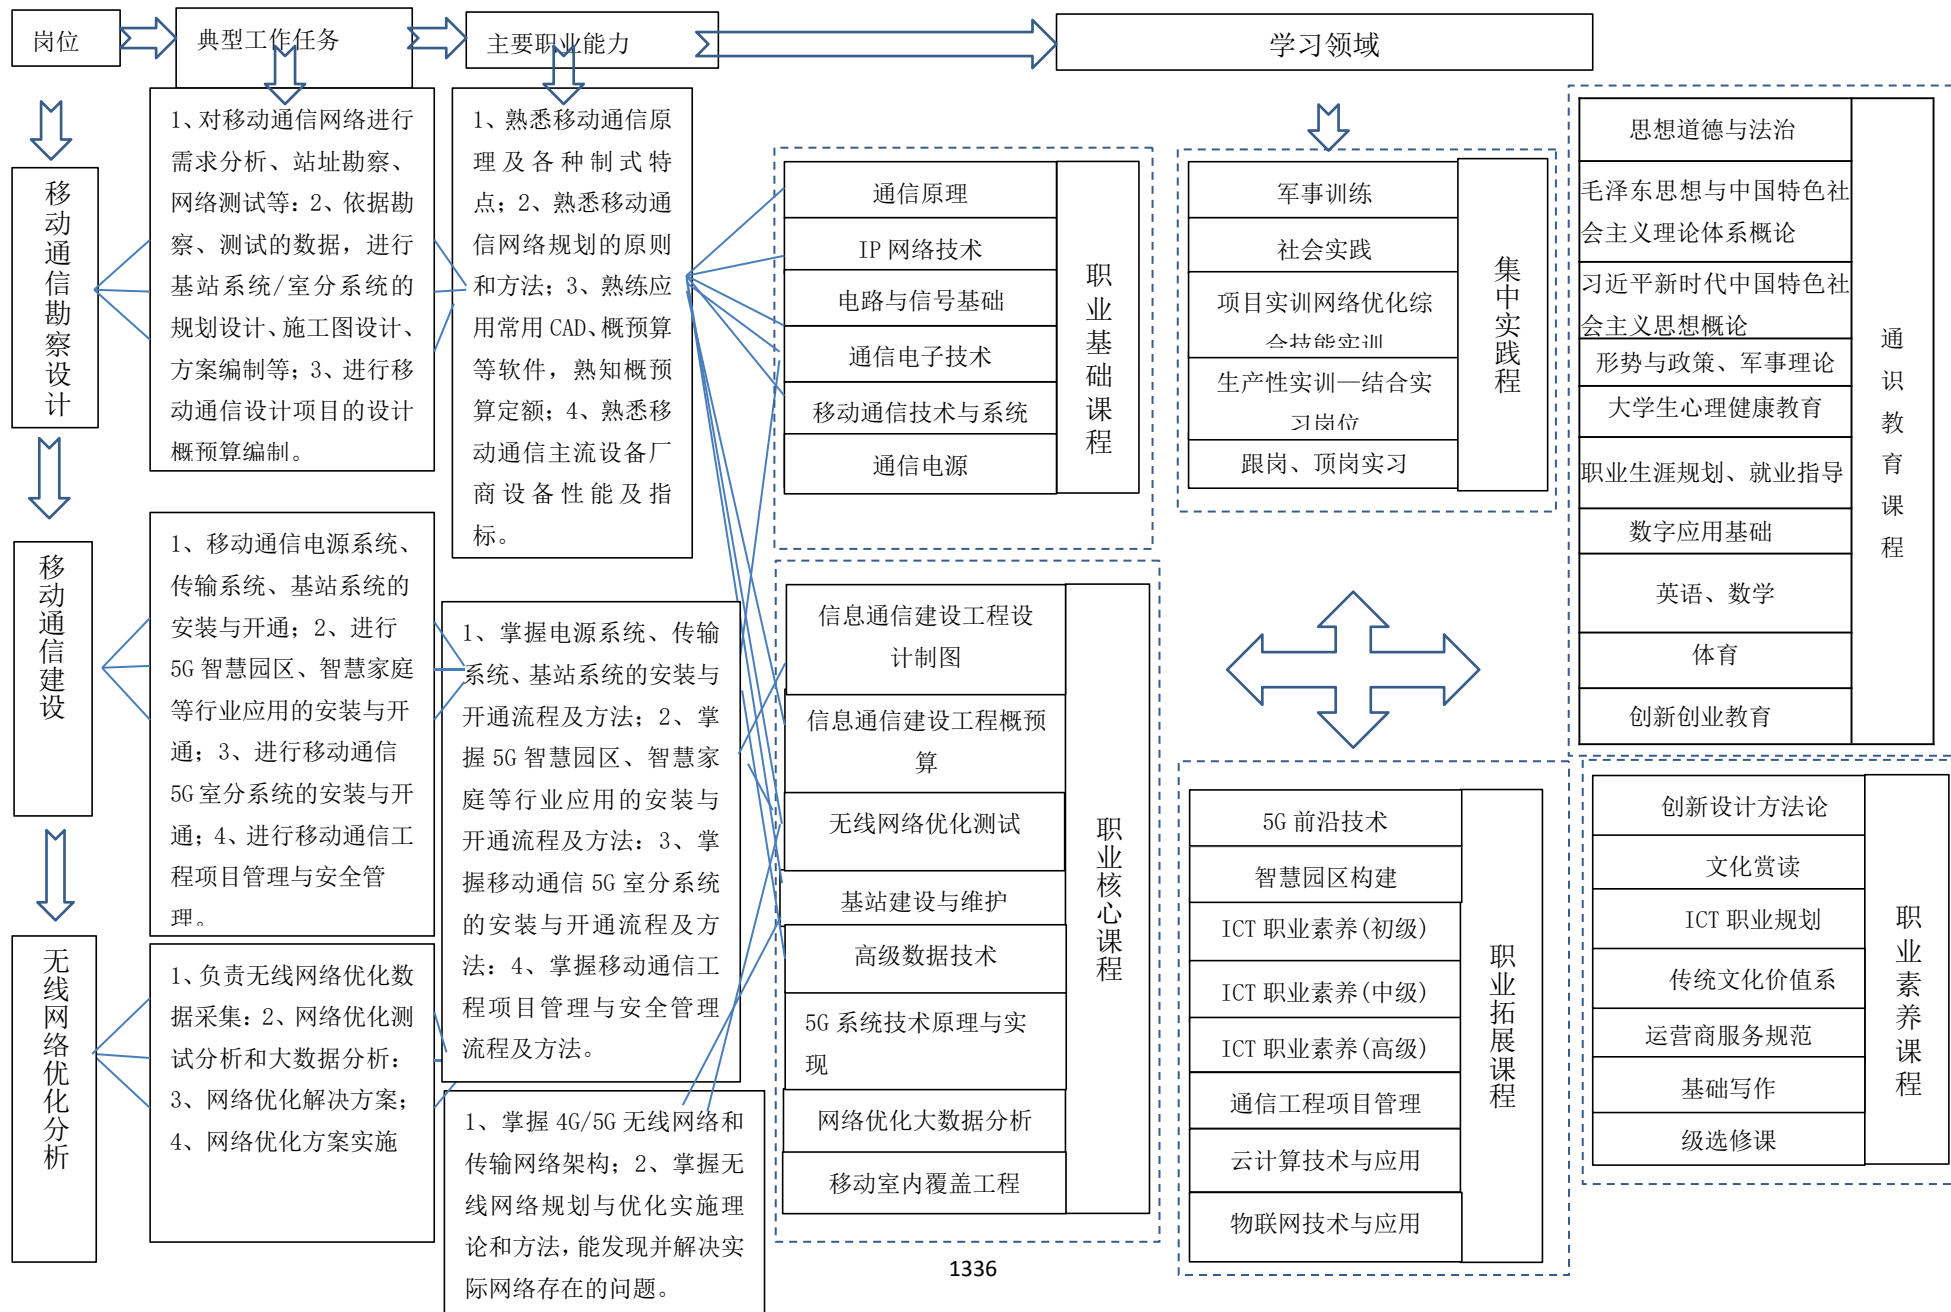 岗位
典型工作任务
主要职业能力
学习领域
移动通信勘察设计
移动通信建设
无线网络优化分析
1、对移动通信网络进行
需求分析、站址勘察、
网络测试等：2、依据勘
察、测试的数据，进行
基站系统/室分系统的
规划设计、施工图设计、
方案编制等；3、进行移
动通信设计项目的设计
概预算编制。
1、移动通信电源系统、
传输系统、基站系统的
安装与开通；2、进行
5G 智慧园区、智慧家庭
等行业应用的安装与开
通；3、进行移动通信
5G 室分系统的安装与开
通；4、进行移动通信工
程项目管理与安全管
理。
1、负责无线网络优化数
据采集：2、网络优化测
试分析和大数据分析：
3、网络优化解决方案；
4、网络优化方案实施
1、熟悉移动通信原
理及各种制式特
点；2、熟悉移动通
信网络规划的原则
和方法；3、熟练应
用常用 CAD、概预算
等软件，熟知概预
算定额；4、熟悉移
动通信主流设备厂
商设备性能及指
标。
1、掌握电源系统、传输
系统、基站系统的安装与
开通流程及方法；2、掌
握 5G 智慧园区、智慧家
庭等行业应用的安装与
开通流程及方法：3、掌
握移动通信 5G 室分系统
的安装与开通流程及方
法：4、掌握移动通信工
程项目管理与安全管理
流程及方法。
1、掌握 4G/5G 无线网络和
传输网络架构；2、掌握无
线网络规划与优化实施理
论和方法，能发现并解决实
际网络存在的问题。
通信原理
IP 网络技术
电路与信号基础
通信电子技术
移动通信技术与系统
通信电源
职业基础课程
信息通信建设工程设
计制图
信息通信建设工程概预
算
无线网络优化测试
基站建设与维护
高级数据技术
5G 系统技术原理与实
现
网络优化大数据分析
移动室内覆盖工程
职业核心课程
军事训练
社会实践
项目实训网络优化综
合技能实训
生产性实训—结合实
习岗位
跟岗、顶岗实习
集中实践程
5G 前沿技术
智慧园区构建
ICT 职业素养(初级)
ICT 职业素养(中级)
ICT 职业素养(高级)
通信工程项目管理
云计算技术与应用
物联网技术与应用
职业拓展课程
思想道德与法治
毛泽东思想与中国特色社
会主义理论体系概论
习近平新时代中国特色社
会主义思想概论
形势与政策、军事理论
大学生心理健康教育
职业生涯规划、就业指导
数字应用基础
英语、数学
体育
创新创业教育
通识教育课程
创新设计方法论
文化赏读
ICT 职业规划
传统文化价值系
运营商服务规范
基础写作
级选修课
职业素养课程
1336